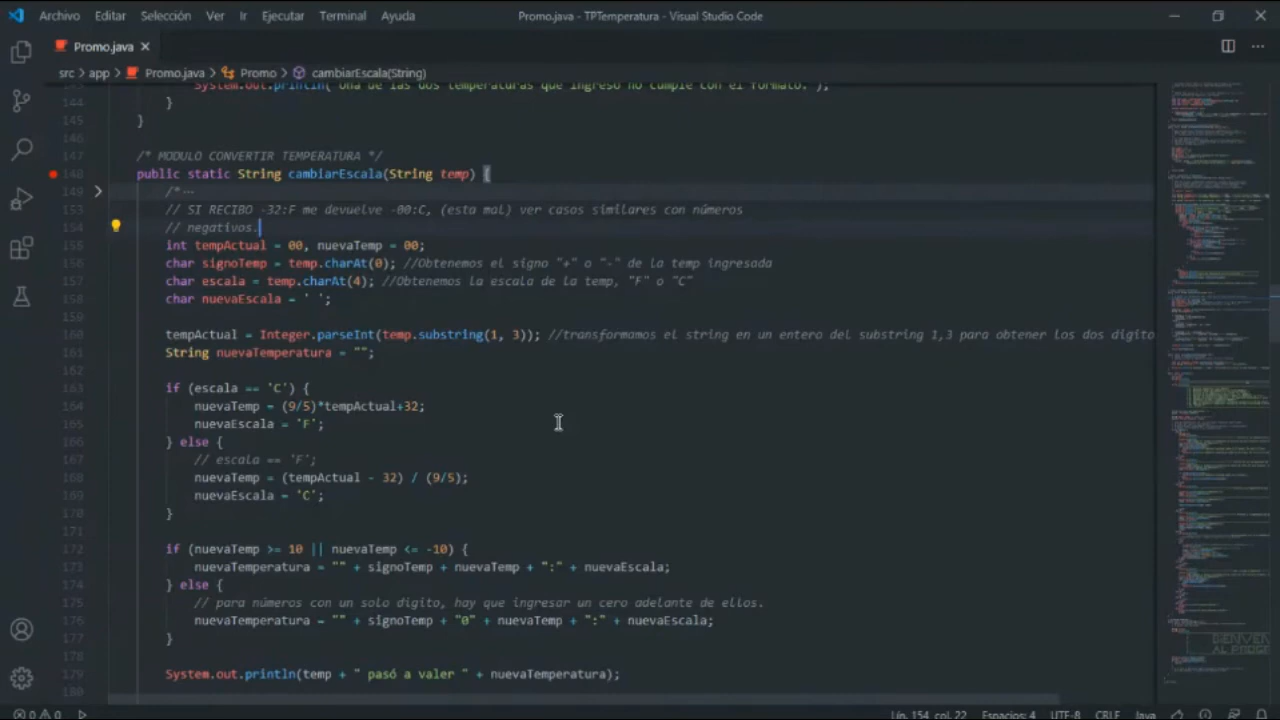 Archivo Editar Selección Ver Ir Ejecutar Terminal Ayuda Promo.java - TPTemperatura - Visual Studio Code
Promo.java
src > app > Promo.java > Promo > cambiarEscala(String)
143 System.out.println("Una de las dos temperaturas que ingreso no cumple con el formato.");
144 }
145 }
146
147 /* MODULO CONVERTIR TEMPERATURA */
148 public static String cambiarEscala(String temp) {
149 /*…
153 // SI RECIBO -32:F me devuelve -00:C, (esta mal) ver casos similares con números
154 // negativos.
155 int tempActual = 00, nuevaTemp = 00;
156 char signoTemp = temp.charAt(0); //Obtenemos el signo "+" o "-" de la temp ingresada
157 char escala = temp.charAt(4); //Obtenemos la escala de la temp, "F" o "C"
158 char nuevaEscala = ' ';
159
160 tempActual = Integer.parseInt(temp.substring(1, 3)); //transformamos el string en un entero del substring 1,3 para obtener los dos digito
161 String nuevaTemperatura = "";
162
163 if (escala == 'C') {
164 nuevaTemp = (9/5)*tempActual+32;
165 nuevaEscala = 'F';
166 } else {
167 // escala == 'F';
168 nuevaTemp = (tempActual - 32) / (9/5);
169 nuevaEscala = 'C';
170 }
171
172 if (nuevaTemp >= 10 || nuevaTemp <= -10) {
173 nuevaTemperatura = "" + signoTemp + nuevaTemp + ":" + nuevaEscala;
174 } else {
175 // para números con un solo digito, hay que ingresar un cero adelante de ellos.
176 nuevaTemperatura = "" + signoTemp + "0" + nuevaTemp + ":" + nuevaEscala;
177 }
178
179 System.out.println(temp + " pasó a valer " + nuevaTemperatura);
180
0 0 Lín. 154, col. 22 Espacios: 4 UTF-8 CRLF Java